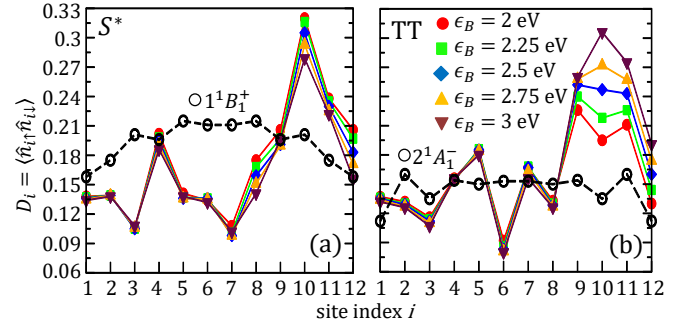 0.33
0.30
0.27
0.24
0.21
0.18
0.15
0.12
0.09
0.06
D_i = ⟨n̂_{i↑} n̂_{i↓}⟩
S*
○ 1¹B₁⁺
(a)
1 2 3 4 5 6 7 8 9 10 11 12
TT
ϵ_B = 2 eV
ϵ_B = 2.25 eV
ϵ_B = 2.5 eV
ϵ_B = 2.75 eV
ϵ_B = 3 eV
○ 2¹A₁⁻
(b)
1 2 3 4 5 6 7 8 9 10 11 12
site index i